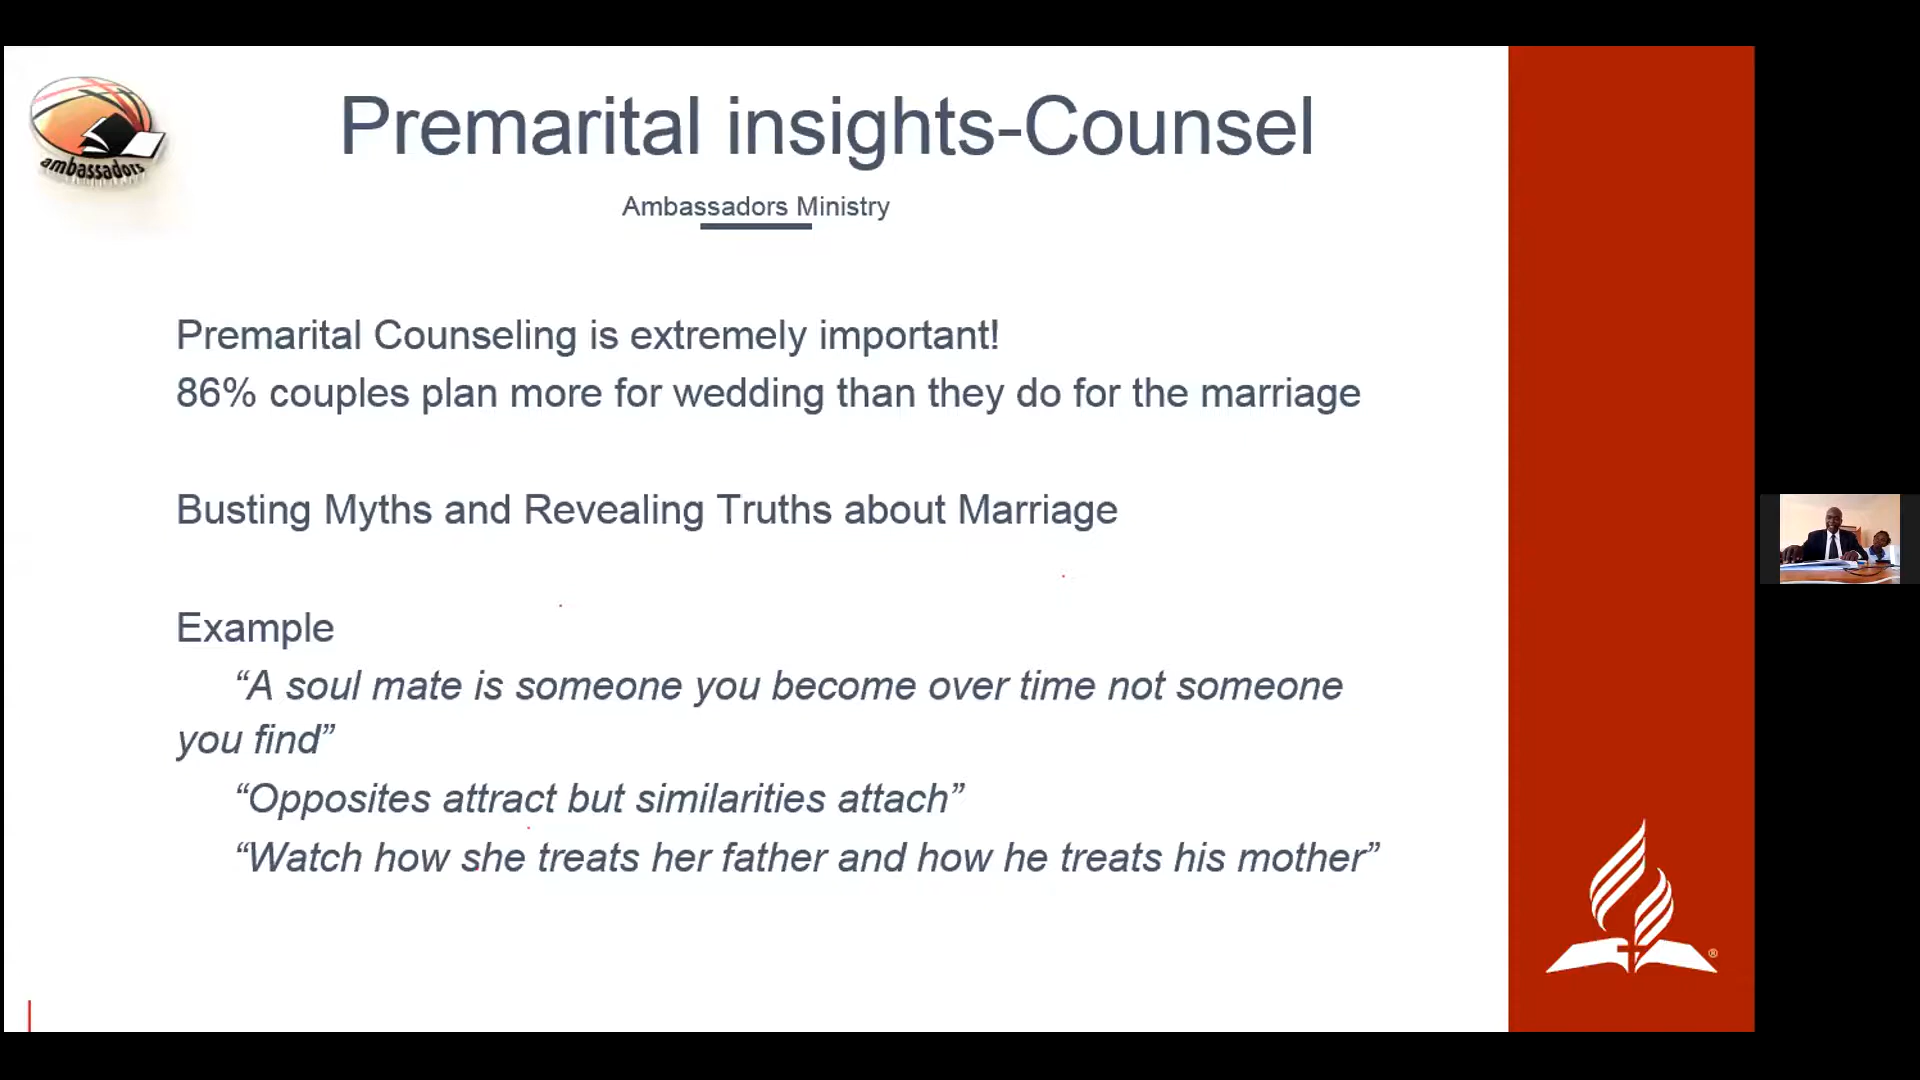 ambassadors
Premarital insights-Counsel
Ambassadors Ministry
Premarital Counseling is extremely important!
86% couples plan more for wedding than they do for the marriage
Busting Myths and Revealing Truths about Marriage
Example
“A soul mate is someone you become over time not someone
you find”
“Opposites attract but similarities attach”
“Watch how she treats her father and how he treats his mother”
®